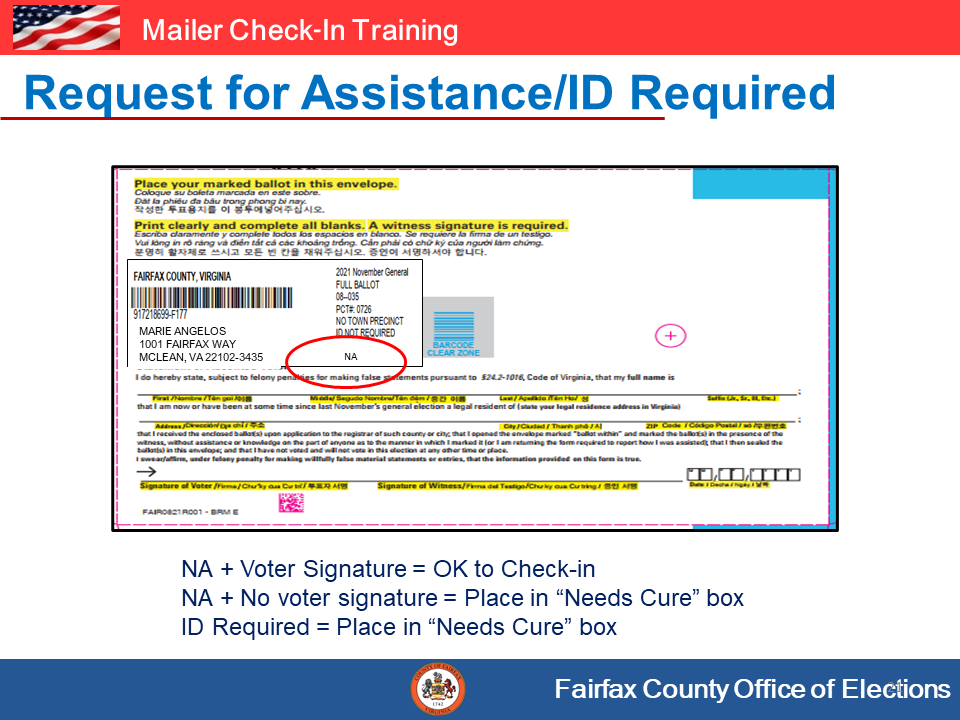 Mailer Check-In Training
Request for Assistance/ID Required
Place your marked ballot in this envelope.
Coloque su boleta marcada en este sobre.
Đặt lá phiếu đã bầu trong phong bì nầy.
작성한 투표용지를 이 봉투에넣어주십시오.
Print clearly and complete all blanks. A witness signature is required.
Escriba claramente y complete todos los espacios en blanco. Se requiere la firma de un testigo.
Vui lòng in rõ ràng và điền tất cả các khoảng trống. Cần phải có chữ ký của người làm chứng.
분명히 활자체로 쓰시고 모든 빈 칸을 채워주십시오. 증인이 서명하셔야 합니다.
FAIRFAX COUNTY, VIRGINIA
917218699-F177
MARIE ANGELOS
1001 FAIRFAX WAY
MCLEAN, VA 22102-3435
2021 November General
FULL BALLOT
08--035
PCT#: 0726
NO TOWN PRECINCT
ID NOT REQUIRED
NA
BARCODE
CLEAR ZONE
I do hereby state, subject to felony penalties for making false statements pursuant to §24.2-1016, Code of Virginia, that my full name is
First /Nombre /Tên gọi /이름 Middle/ Segundo Nombre/Tên đệm / 중간 이름 Last / Apellido /Tên Họ/ 성 Suffix (Jr., Sr., III, Etc.)
that I am now or have been at some time since last November's general election a legal resident of (state your legal residence address in Virginia)
Address /Dirección/Địa chỉ / 주소 City /Ciudad / Thành phố / ZIP Code / Código Postal / số /우편번호
that I received the enclosed ballot(s) upon application to the registrar of such county or city; that I opened the envelope marked "ballot within" and marked the ballot(s) in the presence of the
witness, without assistance or knowledge on the part of anyone as to the manner in which I marked it (or I am returning the form required to report how I was assisted); that I then sealed the
ballot(s) in this envelope; and that I have not voted and will not vote in this election at any other time or place.
I swear/affirm, under felony penalty for making willfully false material statements or entries, that the information provided on this form is true.
Signature of Voter /Firma / Chữ ký của Cử tri / 투표자 서명 Signature of Witness/ Firma del Testigo/ 증인 서명 Date / Fecha / Ngày / 날짜
FAIR0821R001 - BRM E
NA + Voter Signature = OK to Check-in
NA + No voter signature = Place in “Needs Cure” box
ID Required = Place in “Needs Cure” box
COUNTY OF FAIRFAX
1742
VIRGINIA
Fairfax County Office of Elections